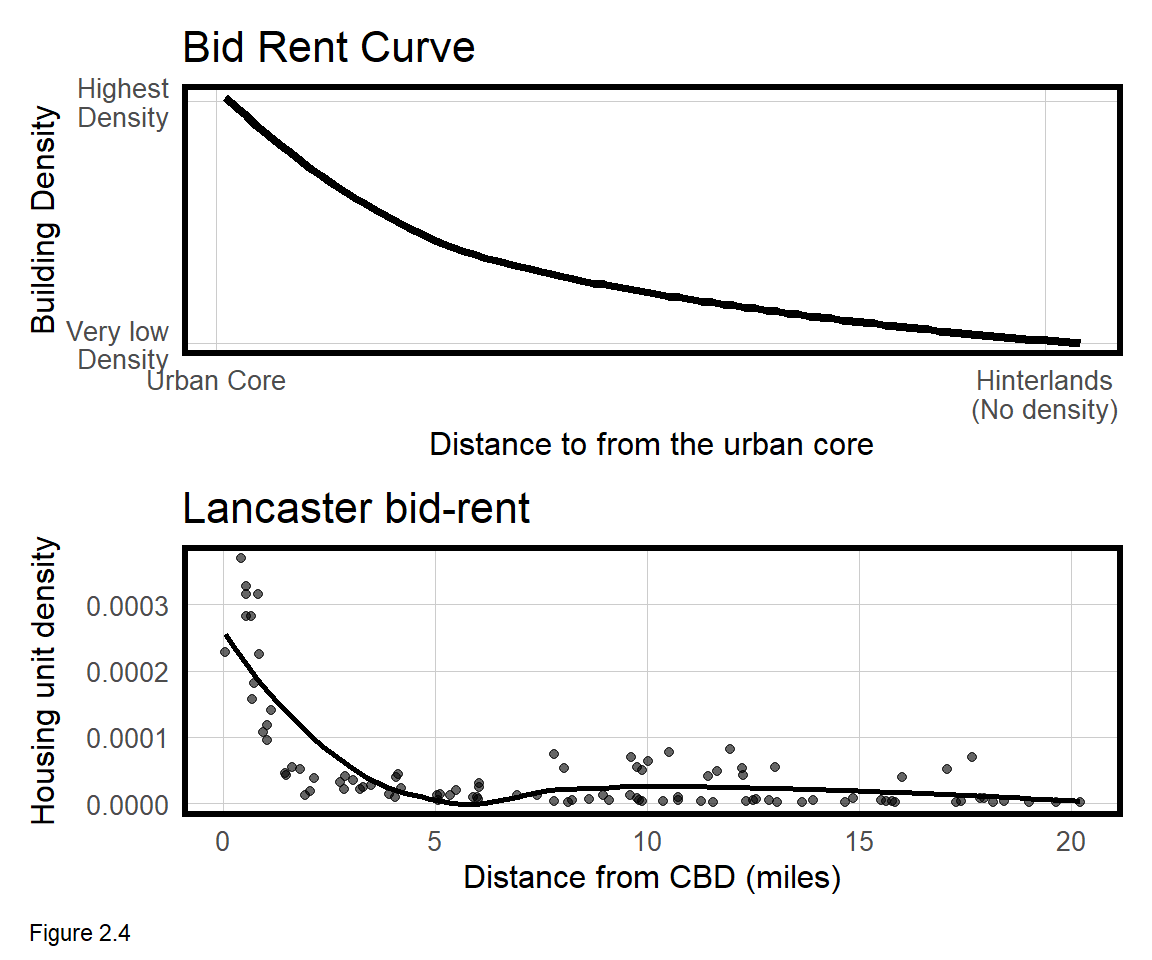 Bid Rent Curve
Building Density
Highest
Density
Very low
Density
Urban Core
Hinterlands
(No density)
Distance to from the urban core
Lancaster bid-rent
Housing unit density
0.0003
0.0002
0.0001
0.0000
0
5
10
15
20
Distance from CBD (miles)
Figure 2.4